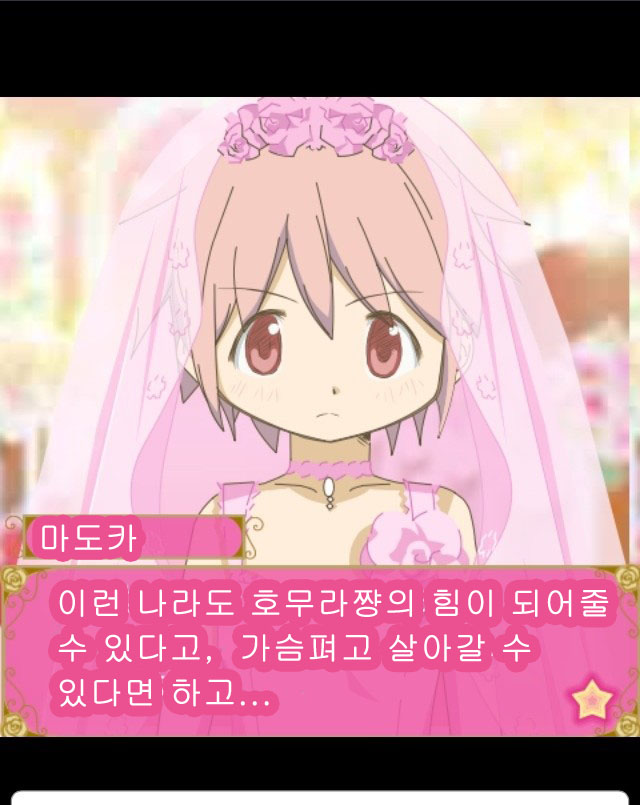 마도카
이런 나라도 호무라쨩의 힘이 되어줄
수 있다고, 가슴펴고 살아갈 수
있다면 하고...